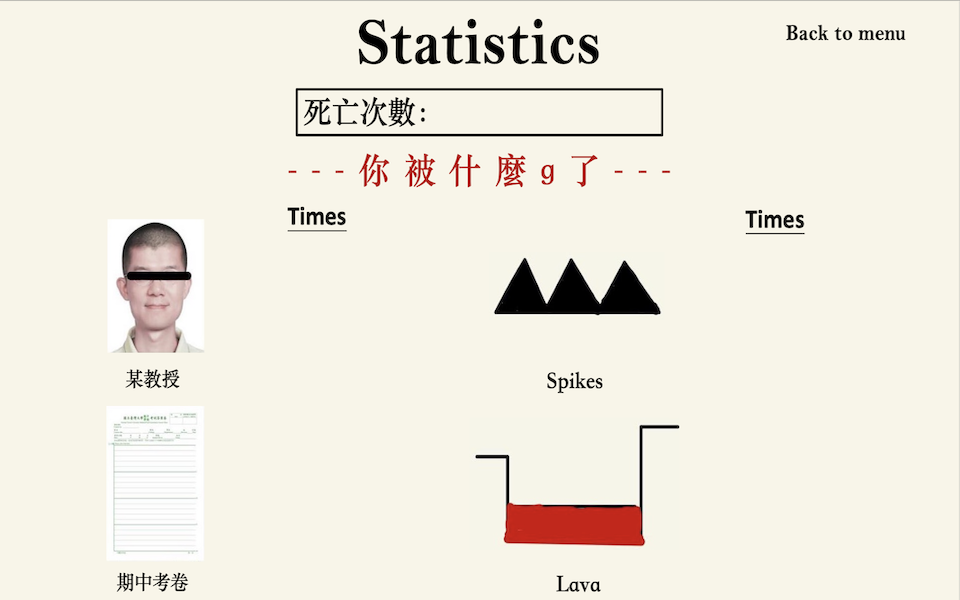 Statistics
Back to menu
死亡次數:
- - - 你被什麼g了 - - -
Times
Times
某教授
Spikes
期中考卷
Lava